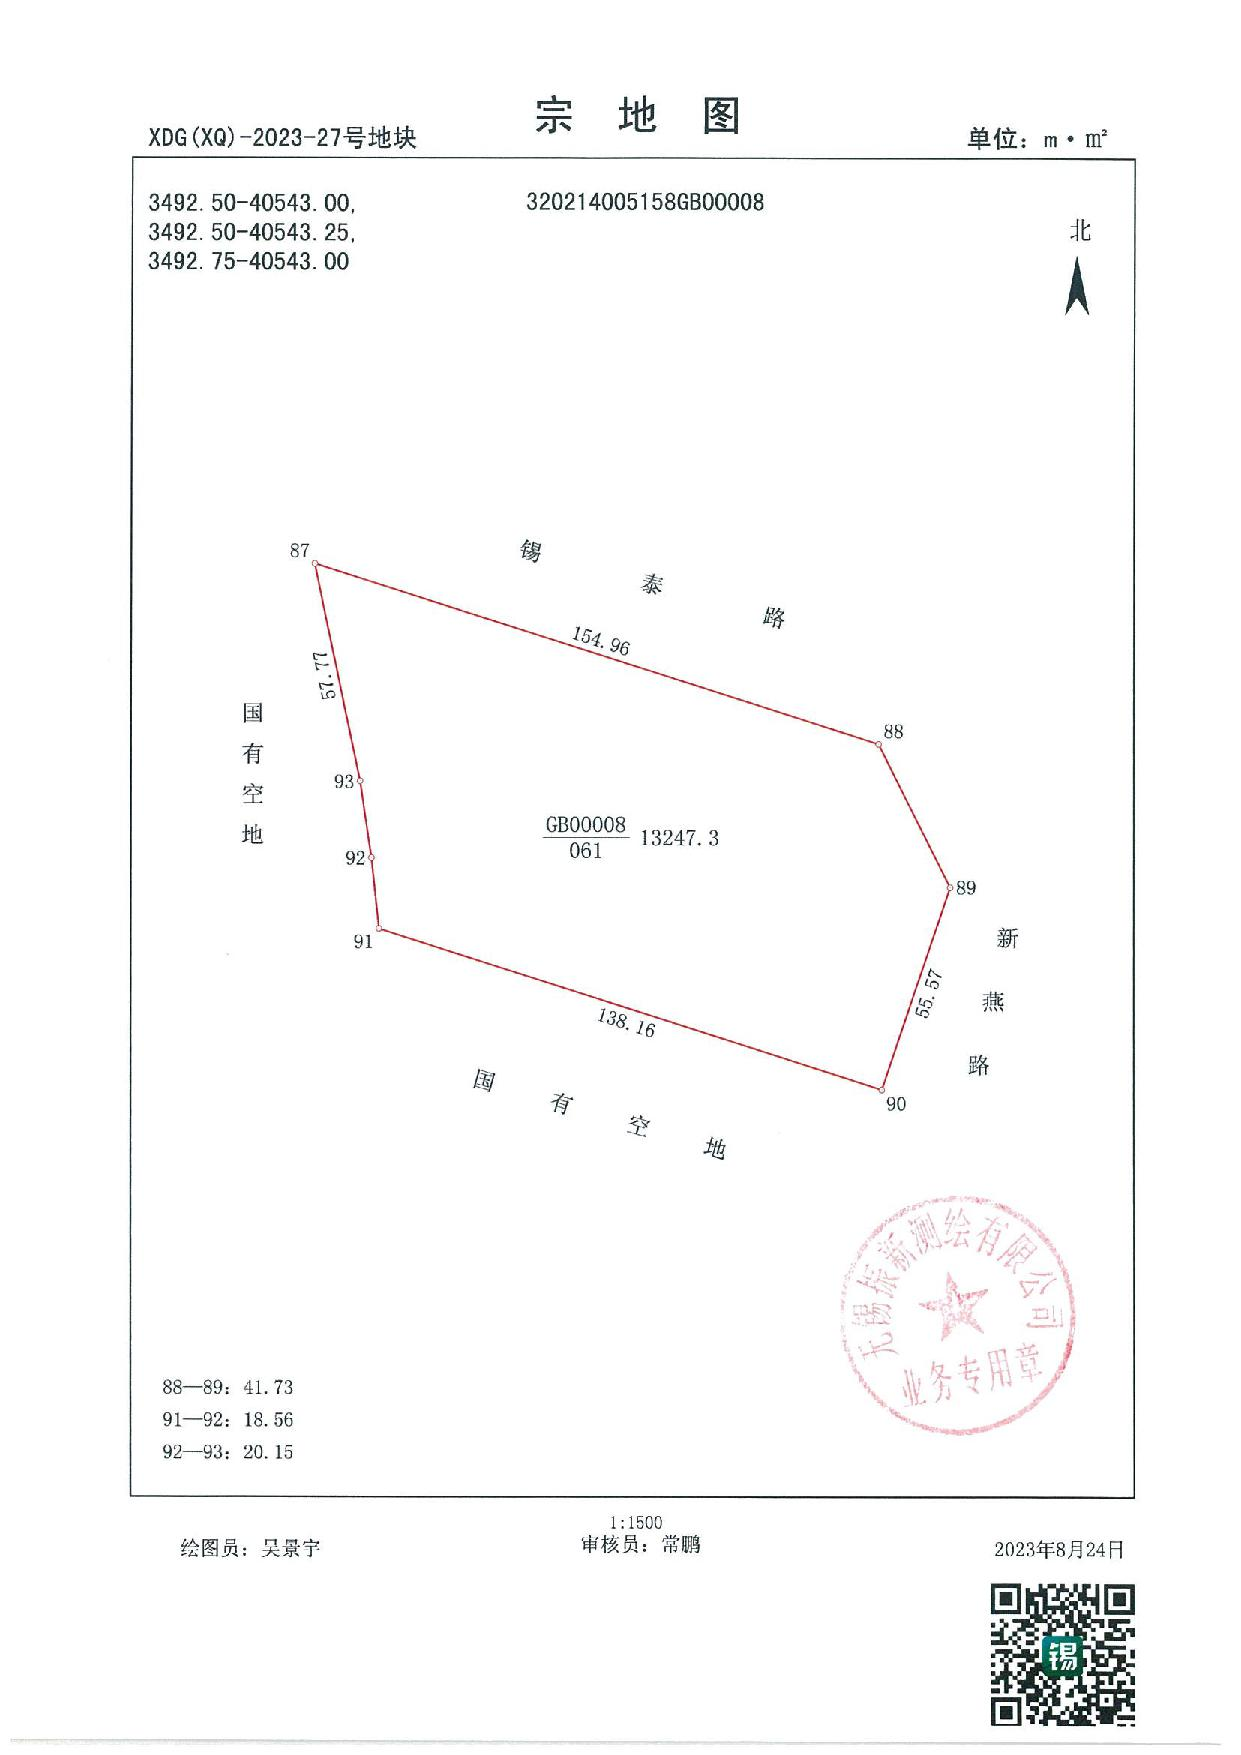 宗地图
XDG(XQ)-2023-27号地块
单位：m·㎡
3492.50-40543.00,
3492.50-40543.25,
3492.75-40543.00
320214005158GB00008
北
87
锡泰路
154.96
57.77
88
国有空地
93
GB00008
061
13247.3
92
89
91
新燕路
55.57
138.16
90
国有空地
无锡振新测绘有限公司
业务专用章
88—89：41.73
91—92：18.56
92—93：20.15
1:1500
绘图员：吴景宇
审核员：常鹏
2023年8月24日
锡